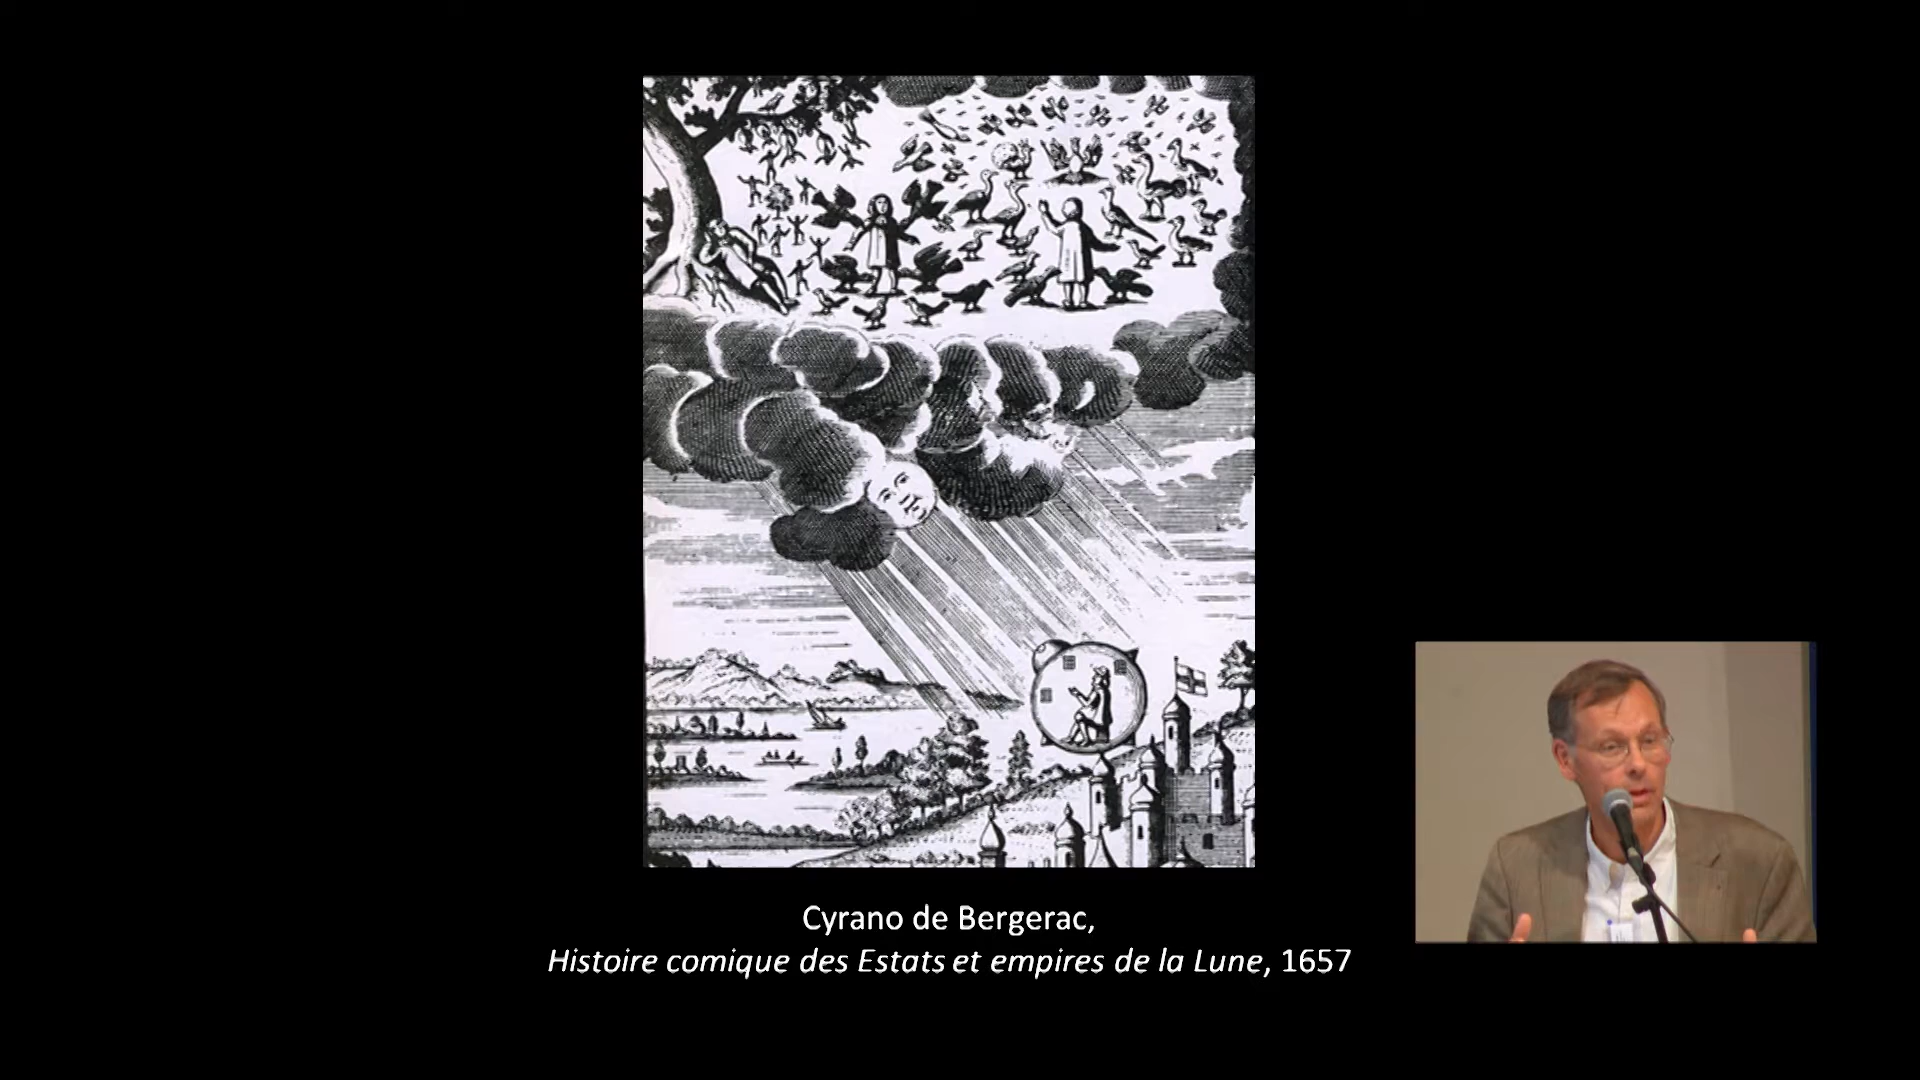 Cyrano de Bergerac,
Histoire comique des Estats et empires de la Lune, 1657